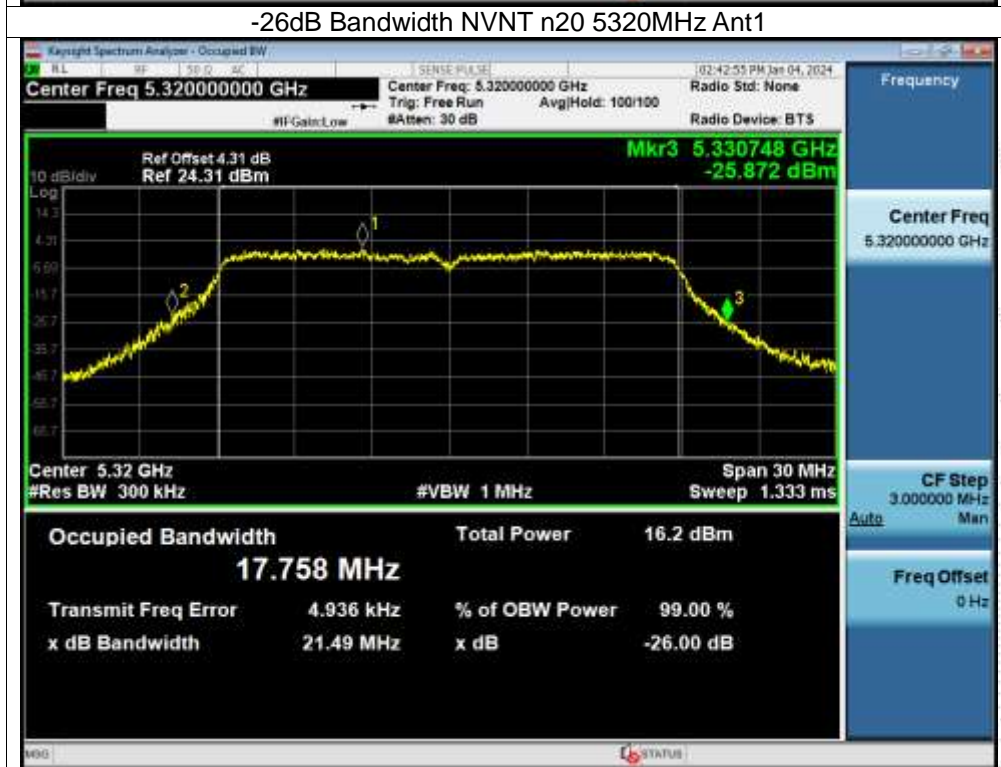 -26dB Bandwidth NVNT n20 5320MHz Ant1
Keysight Spectrum Analyzer - Occupied BW
RL RF 50 Ω AC SENSE:PULSE 02:42:55 PM Jan 04, 2024
Center Freq 5.320000000 GHz
Center Freq: 5.320000000 GHz
Radio Std: None
Trig: Free Run Avg|Hold: 100/100
#IFGain:Low
#Atten: 30 dB
Radio Device: BTS
Frequency
Ref Offset 4.31 dB
Mkr3 5.330748 GHz
10 dB/div Ref 24.31 dBm
-25.872 dBm
Log
14.3
4.31
-5.69
-15.7
-25.7
-35.7
-45.7
-55.7
-65.7
1
2
3
Center Freq
5.320000000 GHz
Center 5.32 GHz
Span 30 MHz
#Res BW 300 kHz
#VBW 1 MHz
Sweep 1.333 ms
CF Step
3.000000 MHz
Auto Man
Occupied Bandwidth
Total Power 16.2 dBm
17.758 MHz
Freq Offset
0 Hz
Transmit Freq Error 4.936 kHz
% of OBW Power 99.00 %
x dB Bandwidth 21.49 MHz
x dB -26.00 dB
MSG
STATUS